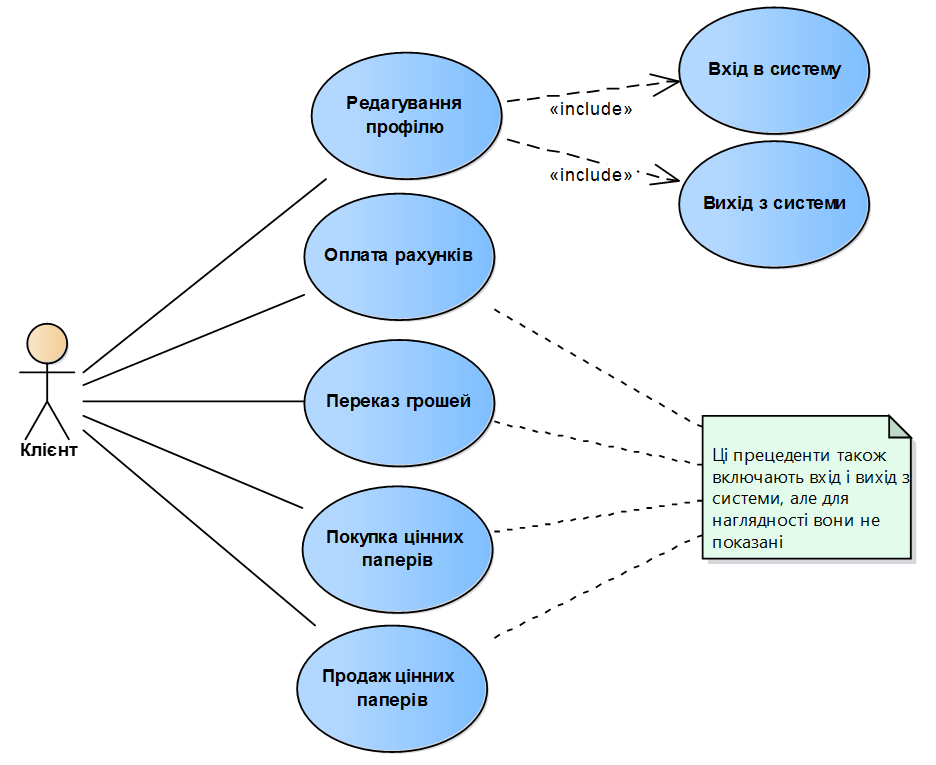 Вхід в систему
Редагування
профілю
«include»
«include»
Вихід з системи
Оплата рахунків
Переказ грошей
Клієнт
Ці прецеденти також
включають вхід і вихід з
системи, але для
наглядності вони не
показані
Покупка цінних
паперів
Продаж цінних
паперів